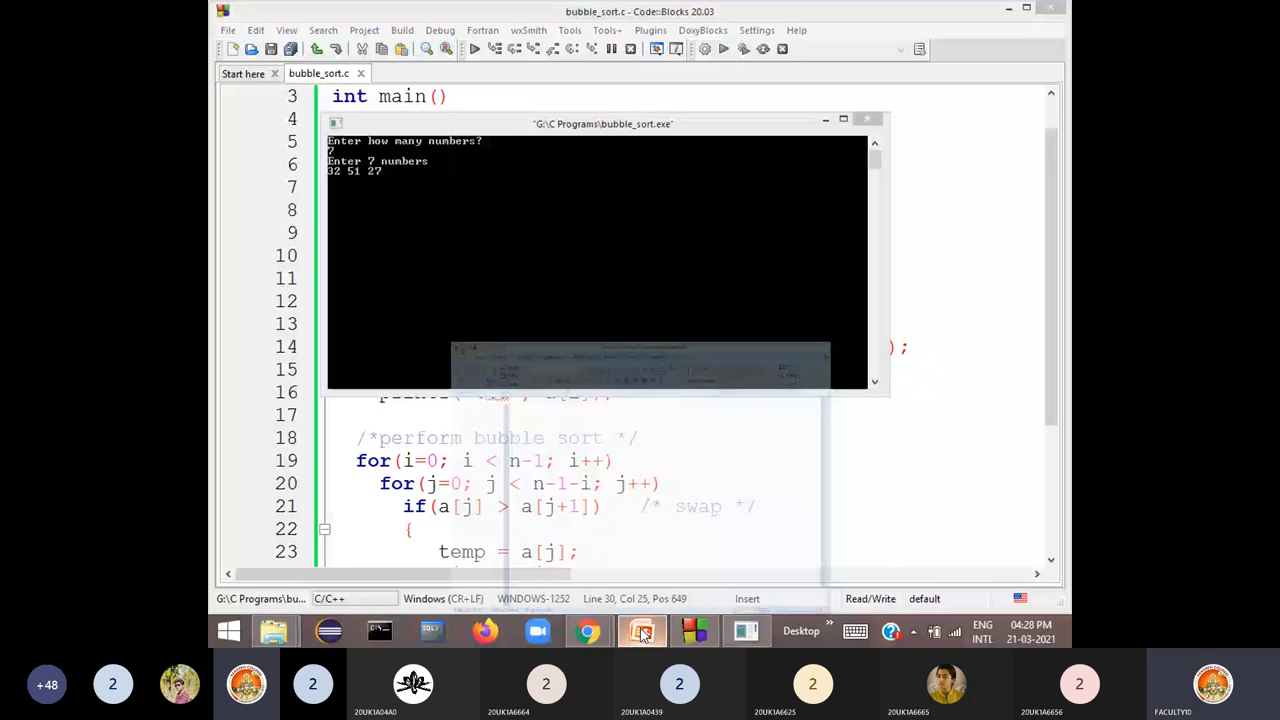 bubble_sort.c - Code::Blocks 20.03
File Edit View Search Project Build Debug Fortran wxSmith Tools Tools+ Plugins DoxyBlocks Settings Help
Start here bubble_sort.c
3 int main()
4
"G:\C Programs\bubble_sort.exe"
5 Enter how many numbers?
7
6 Enter 7 numbers
32 51 27
7
8
9
10
11
12
13
14 );
15
16
17
18 /*perform bubble sort */
19 for(i=0; i < n-1; i++)
20 for(j=0; j < n-1-i; j++)
21 if(a[j] > a[j+1]) /* swap */
22 {
23 temp = a[j];
G:\C Programs\bu... C/C++ Windows (CR+LF) WINDOWS-1252 Line 30, Col 25, Pos 649 Insert Read/Write default
Desktop » ENG 04:28 PM
INTL 21-03-2021
+48 2 2 2 2 2 2
20UK1A04A0 20UK1A6664 20UK1A0439 20UK1A6625 20UK1A6665 20UK1A6656 FACULTY10